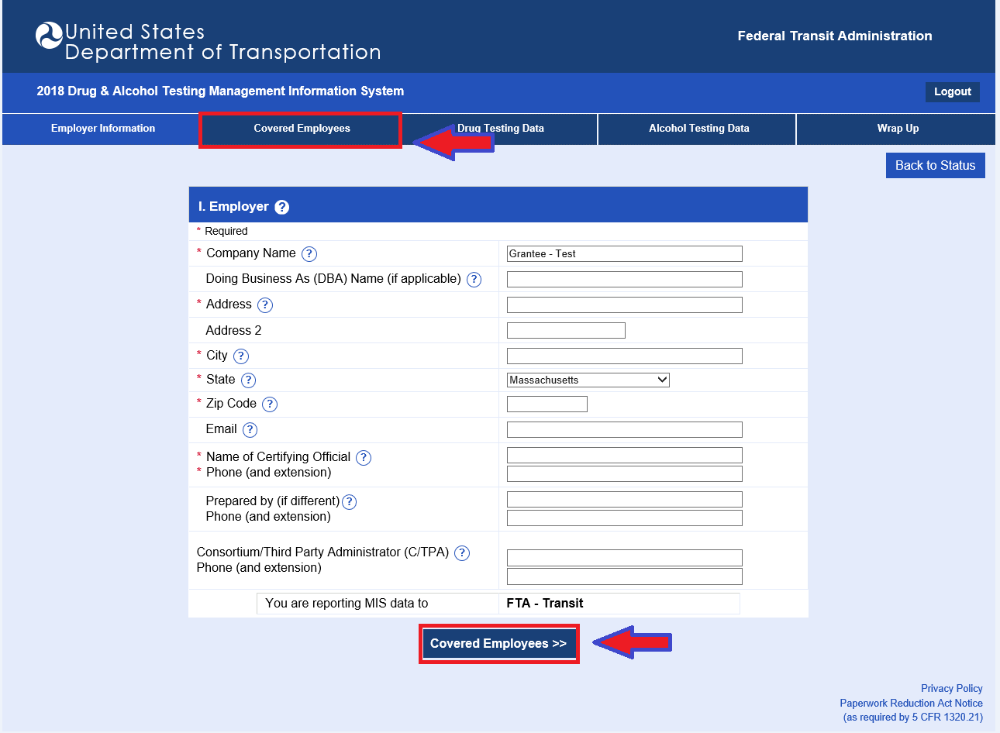 United States
Department of Transportation
Federal Transit Administration
2018 Drug & Alcohol Testing Management Information System
Logout
Employer Information
Covered Employees
Drug Testing Data
Alcohol Testing Data
Wrap Up
Back to Status
I. Employer ?
* Required
* Company Name ?
Grantee - Test
Doing Business As (DBA) Name (if applicable) ?
* Address ?
Address 2
* City ?
* State ?
Massachusetts
* Zip Code ?
Email ?
* Name of Certifying Official ?
* Phone (and extension)
Prepared by (if different) ?
Phone (and extension)
Consortium/Third Party Administrator (C/TPA) ?
Phone (and extension)
You are reporting MIS data to
FTA - Transit
Covered Employees >>
Privacy Policy
Paperwork Reduction Act Notice
(as required by 5 CFR 1320.21)